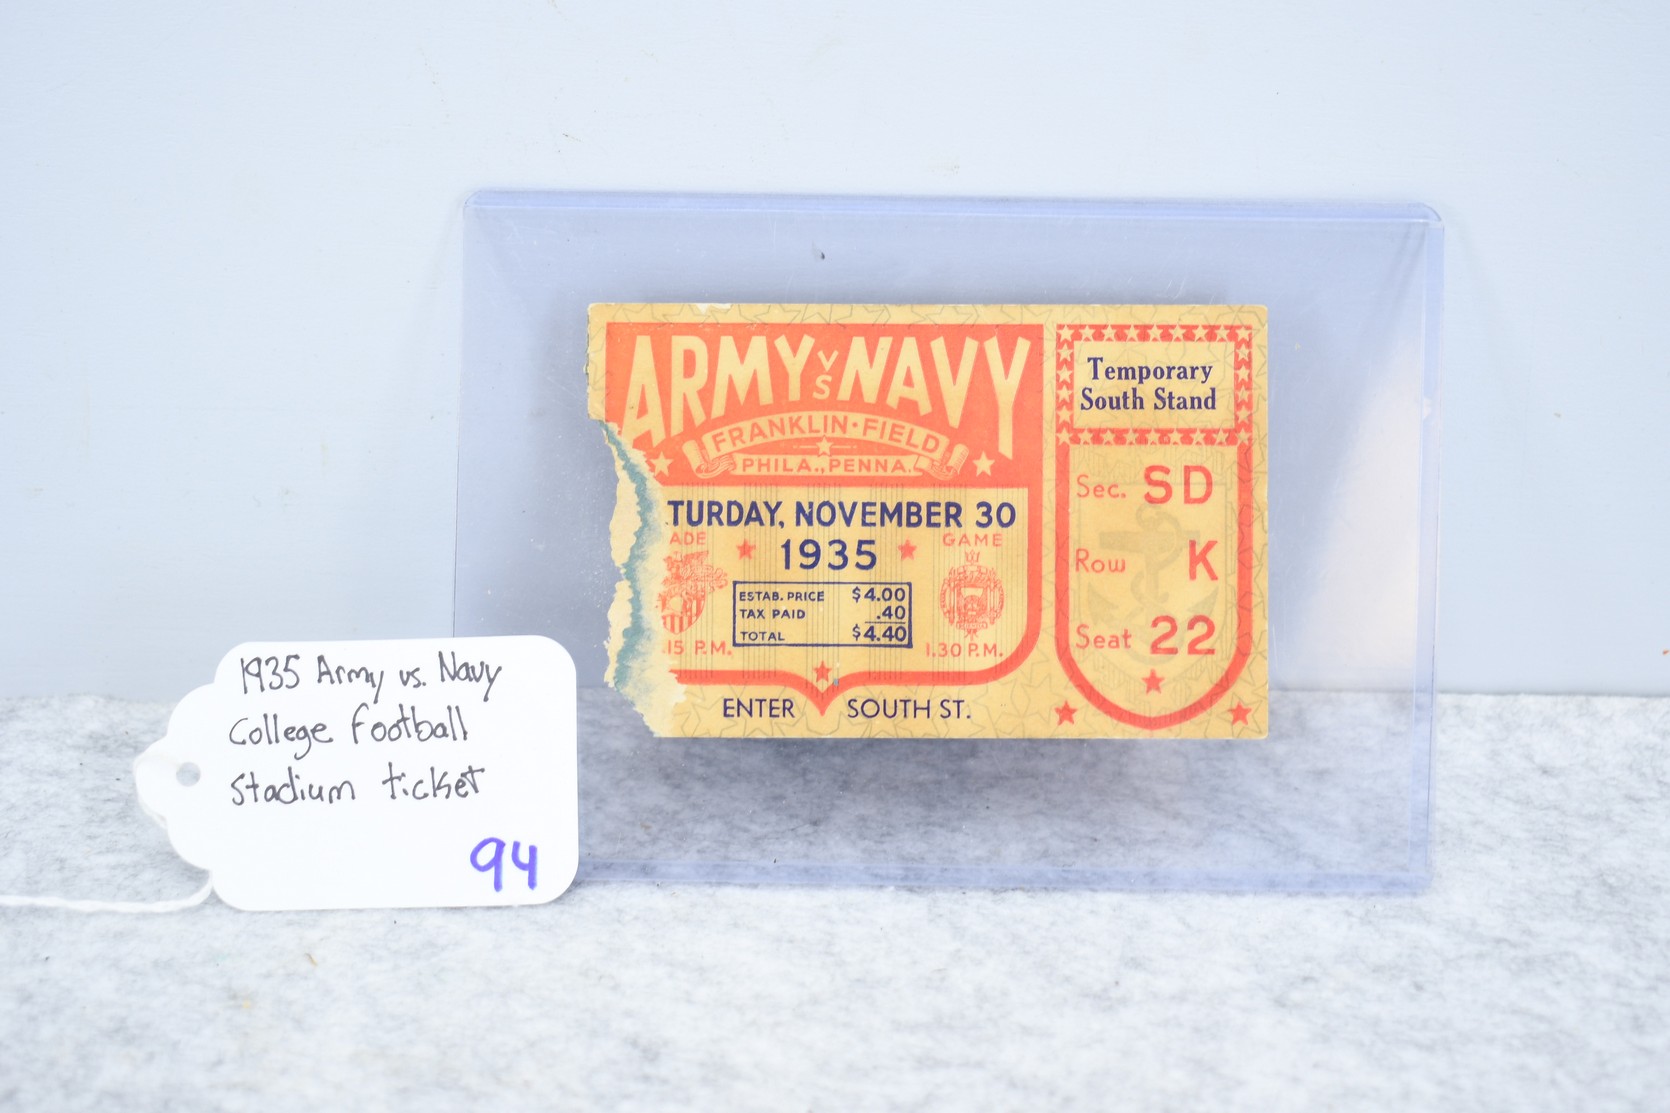 ARMY VS NAVY
FRANKLIN · FIELD
PHILA., PENNA.
TURDAY, NOVEMBER 30
1935
ADE
GAME
ESTAB. PRICE $4.00
TAX PAID .40
TOTAL $4.40
15 P.M.
1.30 P.M.
ENTER SOUTH ST.
Temporary
South Stand
Sec. SD
Row K
Seat 22
1935 Army vs. Navy
College Football
Stadium ticket
94